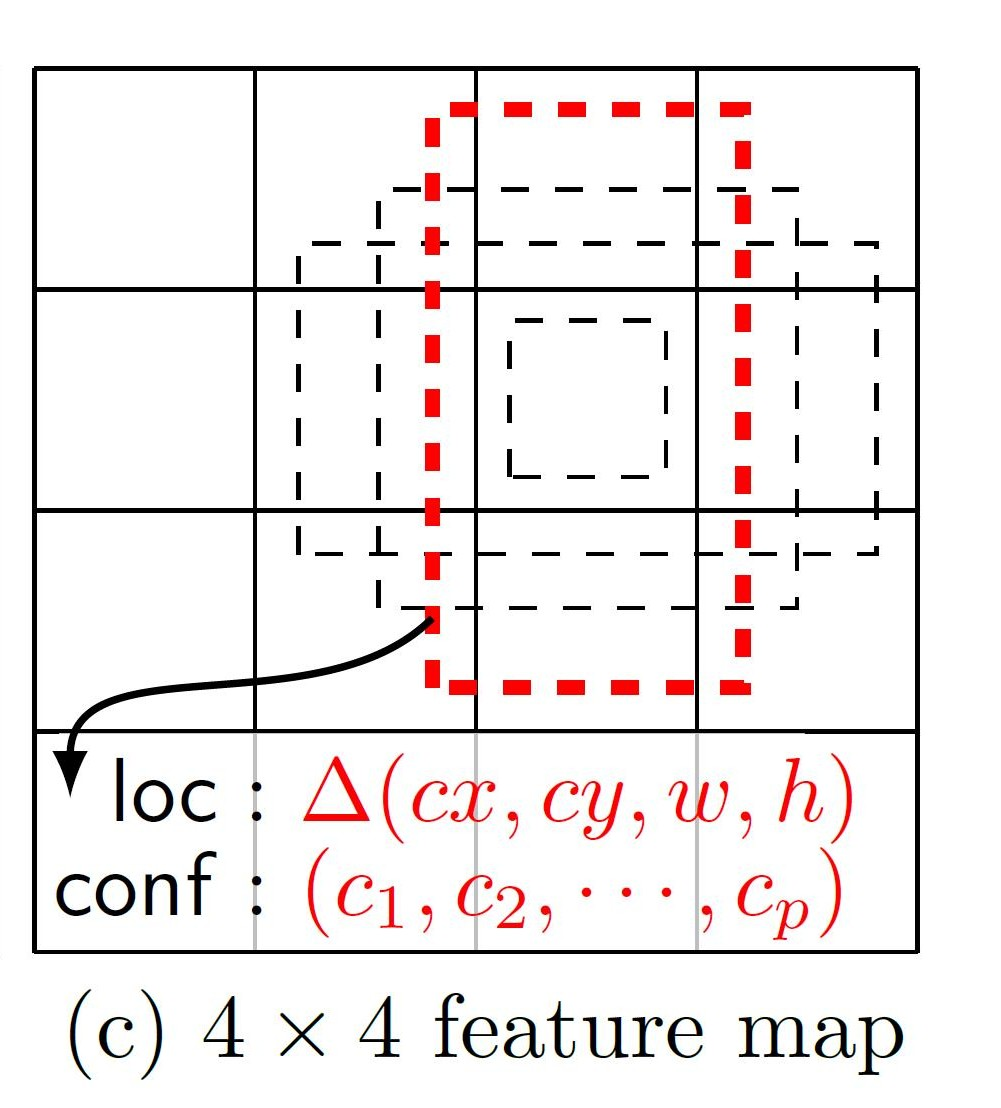 loc : Δ(cx, cy, w, h)
conf : (c₁, c₂, ⋯, cₚ)
(c) 4 × 4 feature map